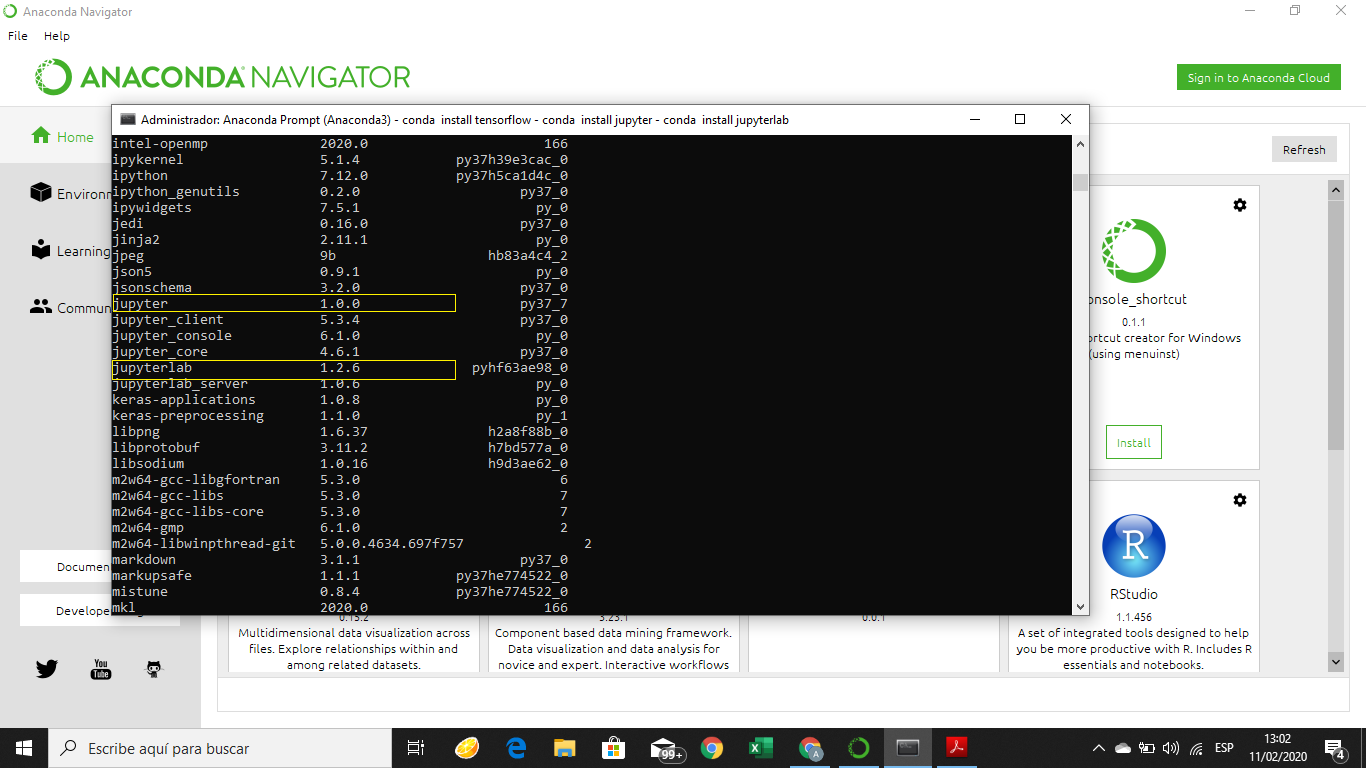 Anaconda Navigator
File Help
ANACONDA NAVIGATOR
Sign in to Anaconda Cloud
Administrador: Anaconda Prompt (Anaconda3) - conda install tensorflow - conda install jupyter - conda install jupyterlab
Home
Environ
Learning
Commun
Documen
Develope
Refresh
intel-openmp 2020.0 166
ipykernel 5.1.4 py37h39e3cac_0
ipython 7.12.0 py37h5ca1d4c_0
ipython_genutils 0.2.0 py37_0
ipywidgets 7.5.1 py_0
jedi 0.16.0 py37_0
jinja2 2.11.1 py_0
jpeg 9b hb83a4c4_2
json5 0.9.1 py_0
jsonschema 3.2.0 py37_0
jupyter 1.0.0 py37_7
jupyter_client 5.3.4 py37_0
jupyter_console 6.1.0 py_0
jupyter_core 4.6.1 py37_0
jupyterlab 1.2.6 pyhf63ae98_0
jupyterlab_server 1.0.6 py_0
keras-applications 1.0.8 py_0
keras-preprocessing 1.1.0 py_1
libpng 1.6.37 h2a8f88b_0
libprotobuf 3.11.2 h7bd577a_0
libsodium 1.0.16 h9d3ae62_0
m2w64-gcc-libgfortran 5.3.0 6
m2w64-gcc-libs 5.3.0 7
m2w64-gcc-libs-core 5.3.0 7
m2w64-gmp 6.1.0 2
m2w64-libwinpthread-git 5.0.0.4634.697f757 2
markdown 3.1.1 py37_0
markupsafe 1.1.1 py37he774522_0
mistune 0.8.4 py37he774522_0
mkl 2020.0 166
onsole_shortcut
0.1.1
ortcut creator for Windows
(using menuinst)
Install
R
RStudio
1.1.456
A set of integrated tools designed to help
you be more productive with R. Includes R
essentials and notebooks.
0.15.2
Multidimensional data visualization across
files. Explore relationships within and
among related datasets.
3.23.1
Component based data mining framework.
Data visualization and data analysis for
novice and expert. Interactive workflows
0.0.1
You
Tube
Escribe aquí para buscar
99+
A
ESP
13:02
11/02/2020
4